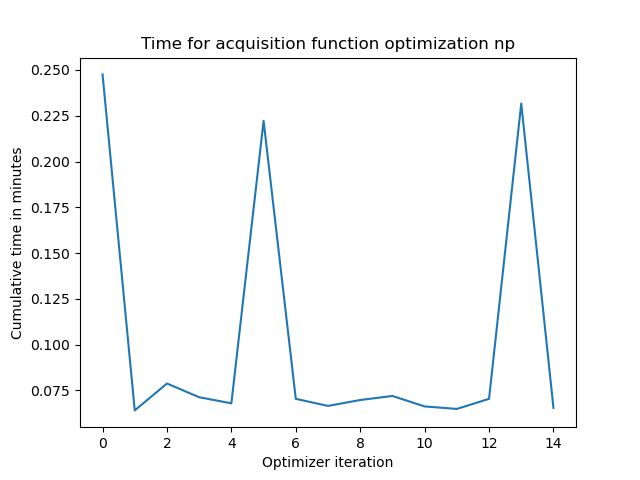 Time for acquisition function optimization np
Cumulative time in minutes
0.250
0.225
0.200
0.175
0.150
0.125
0.100
0.075
0 2 4 6 8 10 12 14
Optimizer iteration